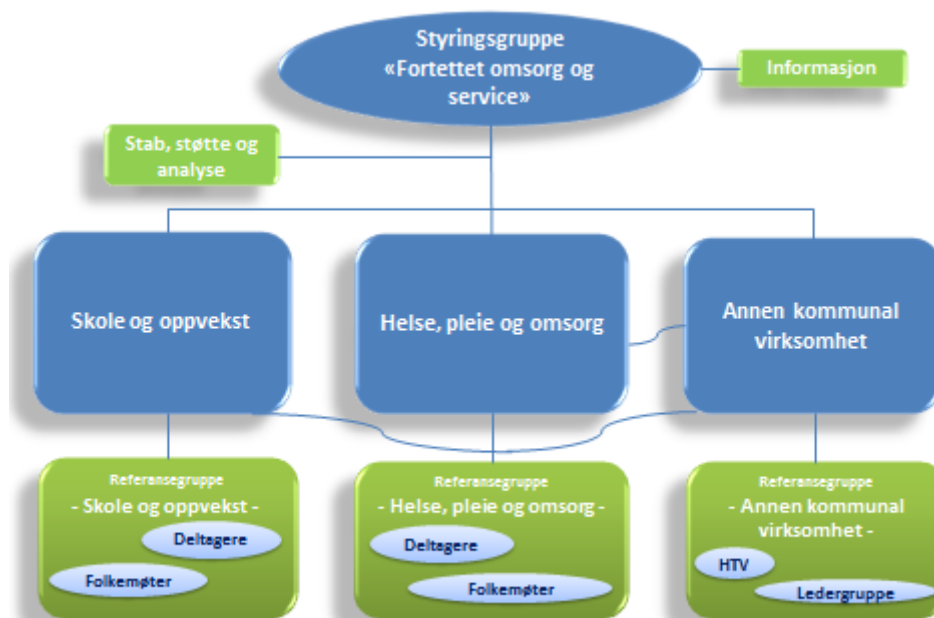 Styringsgruppe
«Fortettet omsorg og
service»
Informasjon
Stab, støtte og
analyse
Skole og oppvekst
Helse, pleie og omsorg
Annen kommunal
virksomhet
Referansegruppe
- Skole og oppvekst -
Deltagere
Folkemøter
Referansegruppe
- Helse, pleie og omsorg -
Deltagere
Folkemøter
Referansegruppe
- Annen kommunal
virksomhet -
HTV
Ledergruppe